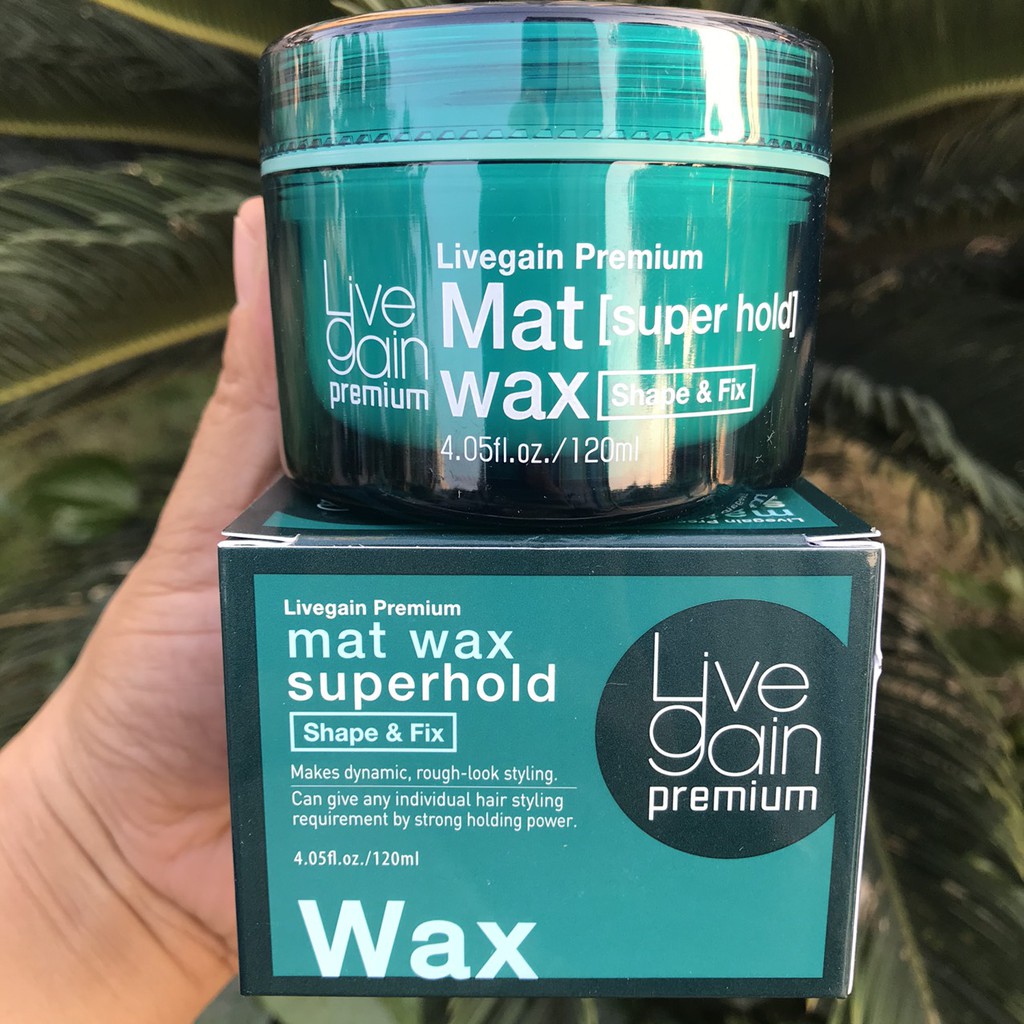 Livegain Premium
Mat [super hold]
wax Shape & Fix
4.05fl.oz./120ml
Live
gain
premium
Livegain Premium
mat wax
superhold
Shape & Fix
Makes dynamic, rough-look styling.
Can give any individual hair styling
requirement by strong holding power.
4.05fl.oz./120ml
Wax
Live
gain
premium